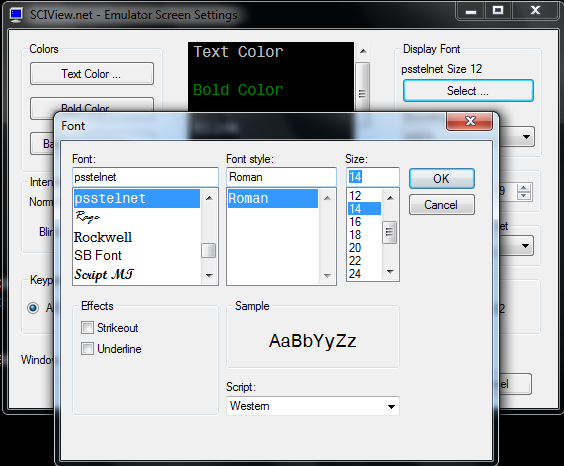 SCIView.net - Emulator Screen Settings
Colors
Text Color ...
Bold Color
Text Color
Bold Color
Display Font
psstelnet Size 12
Select ...
Font
Font:
psstelnet
psstelnet
Rage
Rockwell
SB Font
Script MT
Font style:
Roman
Roman
Size:
14
12
14
16
18
20
22
24
OK
Cancel
Effects
Strikeout
Underline
Sample
AaBbYyZz
Script:
Western